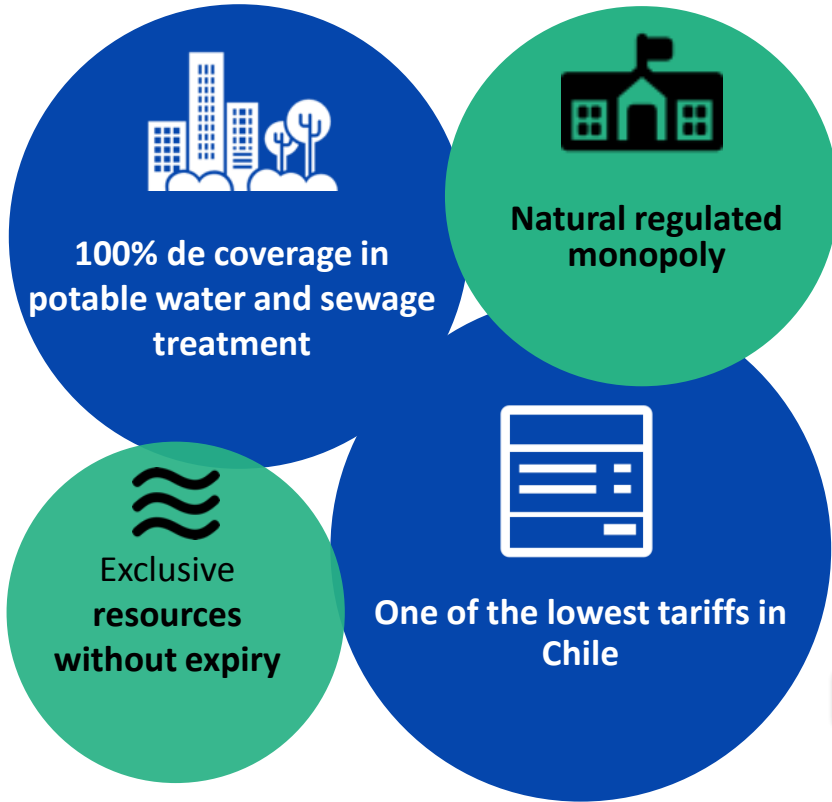 100% de coverage in
potable water and sewage
treatment
Natural regulated
monopoly
Exclusive
resources
without expiry
One of the lowest tariffs in
Chile